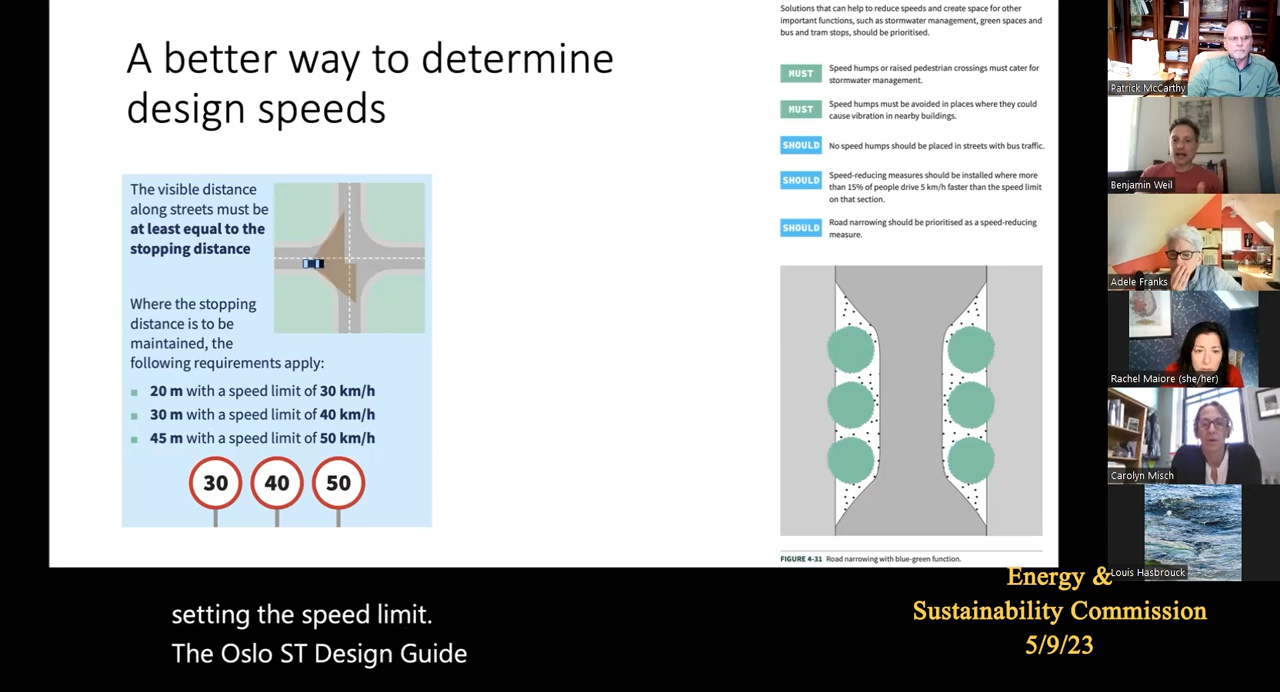 A better way to determine
design speeds
The visible distance
along streets must be
at least equal to the
stopping distance
Where the stopping
distance is to be
maintained, the
following requirements apply:
20 m with a speed limit of 30 km/h
30 m with a speed limit of 40 km/h
45 m with a speed limit of 50 km/h
30 40 50
Solutions that can help to reduce speeds and create space for other
important functions, such as stormwater management, green spaces and
bus and tram stops, should be prioritised.
MUST Speed humps or raised pedestrian crossings must cater for
stormwater management.
MUST Speed humps must be avoided in places where they could
cause vibration in nearby buildings.
SHOULD No speed humps should be placed in streets with bus traffic.
SHOULD Speed-reducing measures should be installed where more
than 15% of people drive 5 km/h faster than the speed limit
on that section.
SHOULD Road narrowing should be prioritised as a speed-reducing
measure.
FIGURE 4-31 Road narrowing with blue-green function.
Patrick McCarthy
Benjamin Weil
Adele Franks
Rachel Maiore (she/her)
Carolyn Misch
Louis Hasbrouck
Energy &
Sustainability Commission
5/9/23
setting the speed limit.
The Oslo ST Design Guide